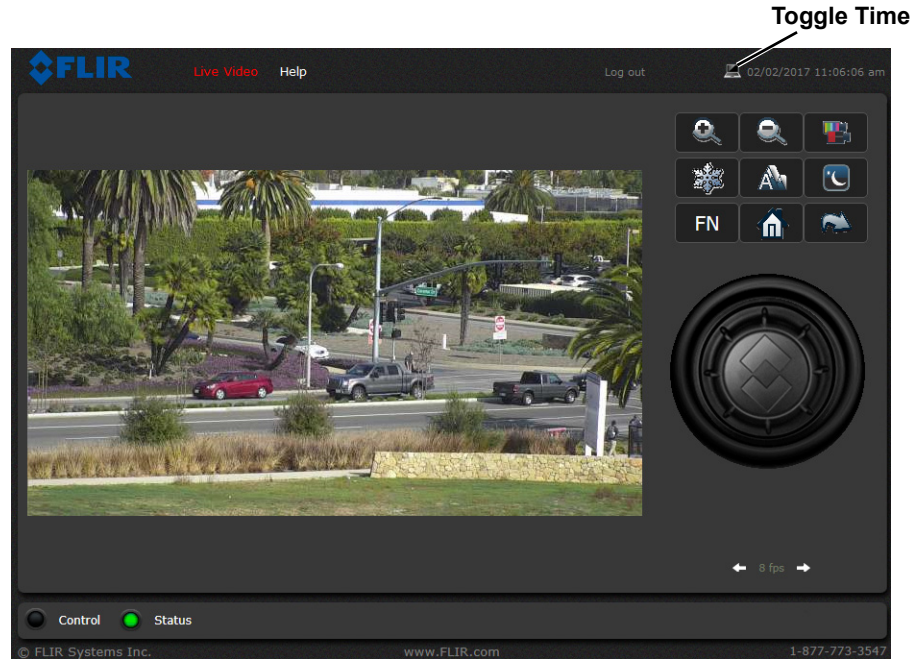 Toggle Time
FLIR
Live Video Help Log out 02/02/2017 11:06:06 am
A
FN
8 fps
Control Status
© FLIR Systems Inc. www.FLIR.com 1-877-773-3547